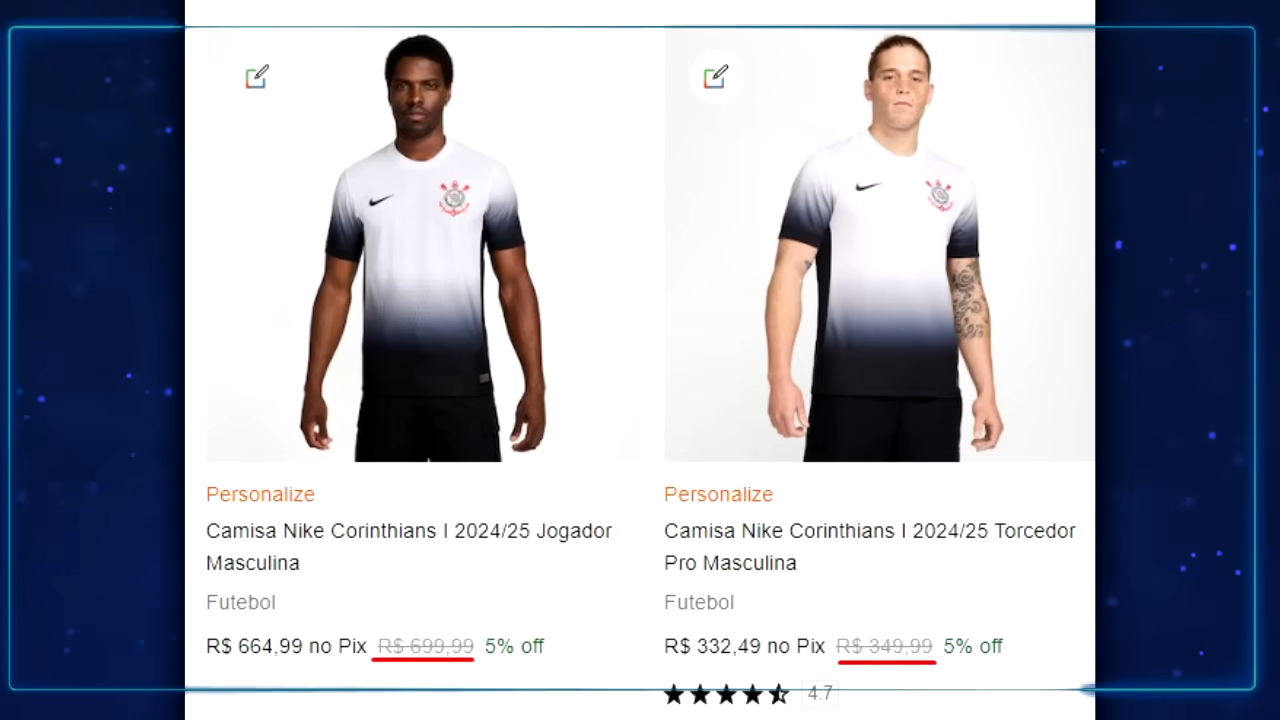 Personalize
Camisa Nike Corinthians I 2024/25 Jogador
Masculina
Futebol
R$ 664,99 no Pix R$ 699,99 5% off
Personalize
Camisa Nike Corinthians I 2024/25 Torcedor
Pro Masculina
Futebol
R$ 332,49 no Pix R$ 349,99 5% off
4.7